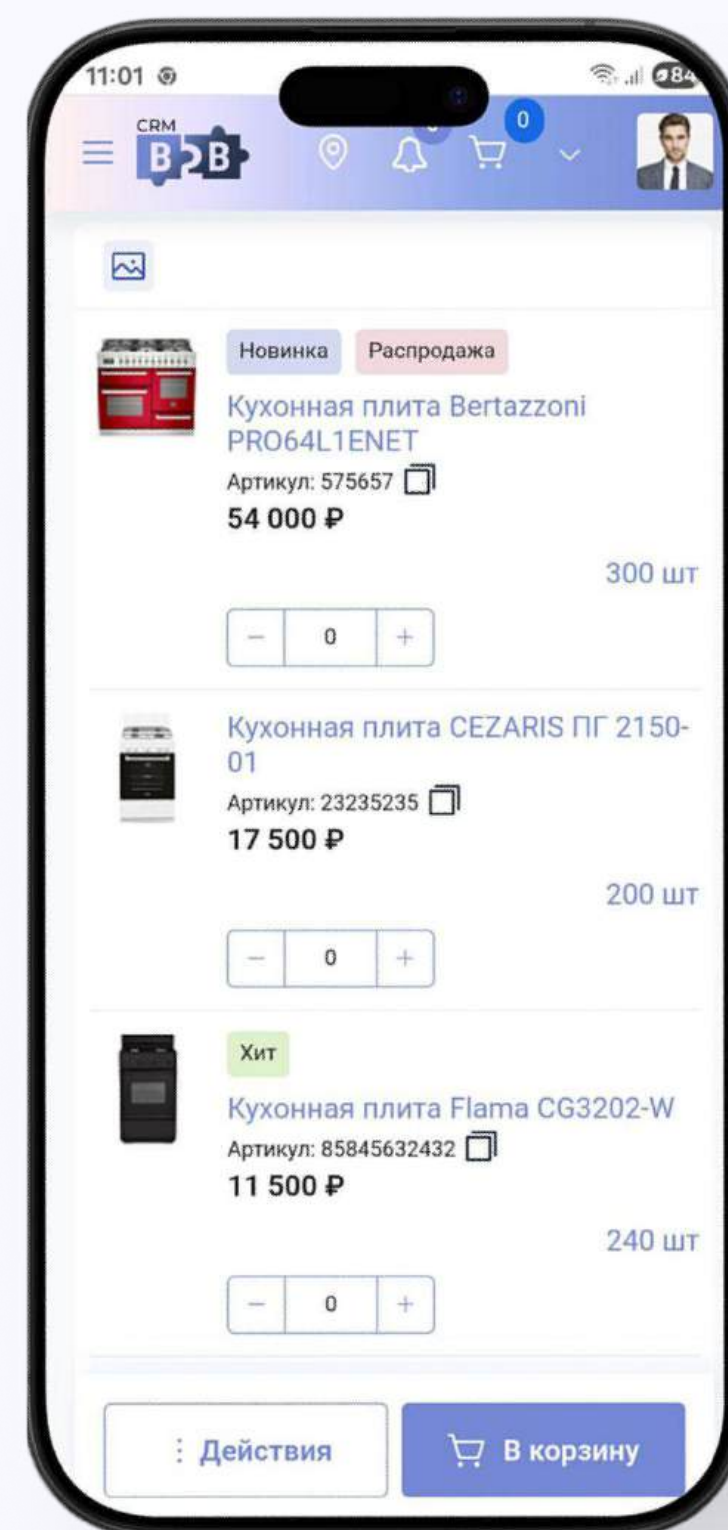 11:01
84
CRM
B2B
0
Новинка
Распродажа
Кухонная плита Bertazzoni
PRO64L1ENET
Артикул: 575657
54 000 ₽
300 шт
− 0 +
Кухонная плита CEZARIS ПГ 2150-
01
Артикул: 23235235
17 500 ₽
200 шт
− 0 +
Хит
Кухонная плита Flama CG3202-W
Артикул: 85845632432
11 500 ₽
240 шт
− 0 +
Действия
В корзину